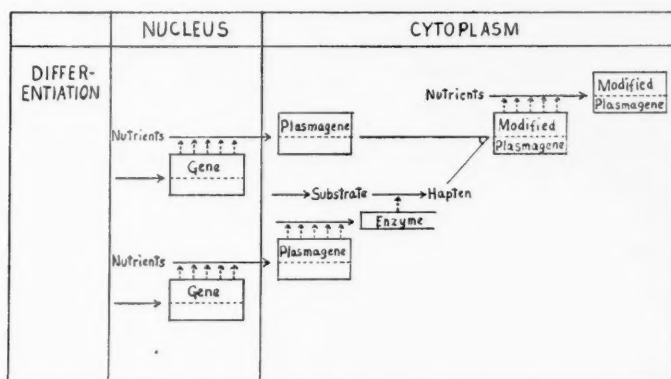 NUCLEUS
CYTOPLASM
DIFFER-
ENTIATION
Nutrients
Modified
Plasmagene
Nutrients
Plasmagene
Modified
Plasmagene
Gene
Substrate
Hapten
Enzyme
Nutrients
Plasmagene
Gene